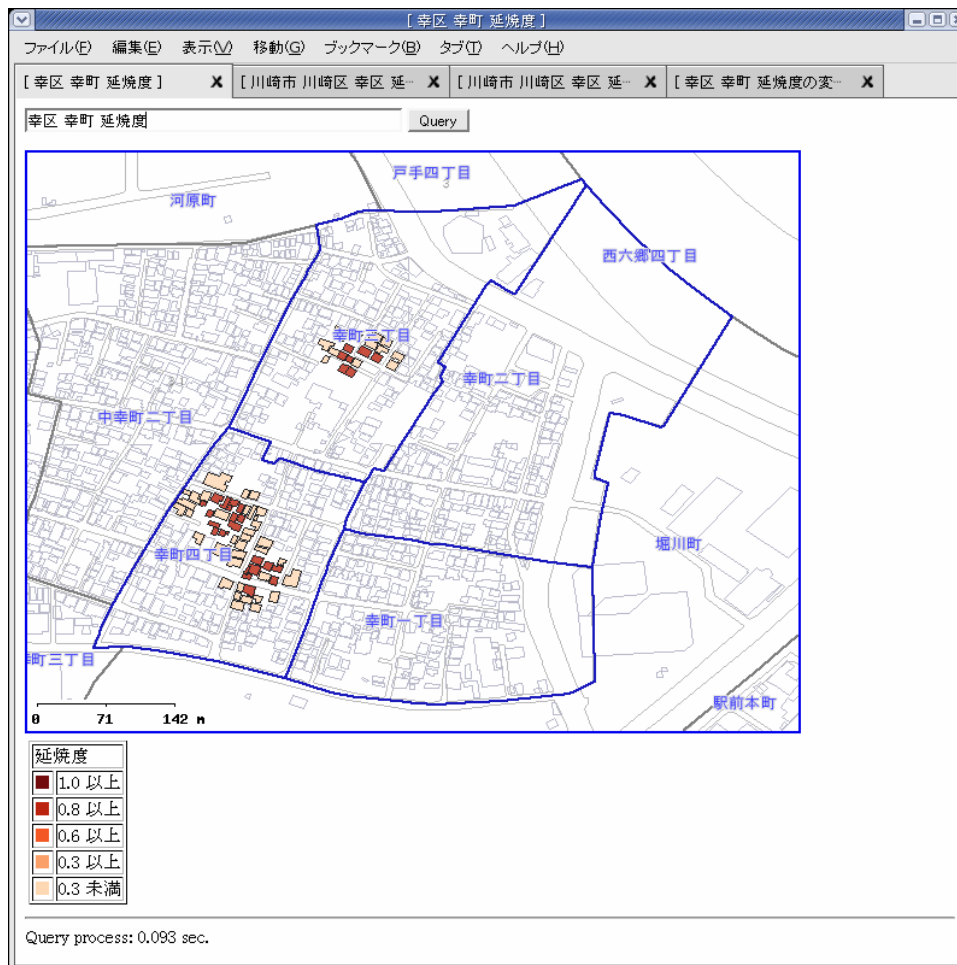 [ 幸区 幸町 延焼度 ]
ファイル(F) 編集(E) 表示(V) 移動(G) ブックマーク(B) タブ(T) ヘルプ(H)
[ 幸区 幸町 延焼度 ] [ 川崎市 川崎区 幸区 延… [ 川崎市 川崎区 幸区 延… [ 幸区 幸町 延焼度の変…
幸区 幸町 延焼度 Query
戸手四丁目
3
河原町
西六郷四丁目
幸町三丁目
幸町二丁目
中幸町二丁目
堀川町
幸町四丁目
幸町一丁目
幸町三丁目
駅前本町
0 71 142 m
延焼度
1.0 以上
0.8 以上
0.6 以上
0.3 以上
0.3 未満
Query process: 0.093 sec.